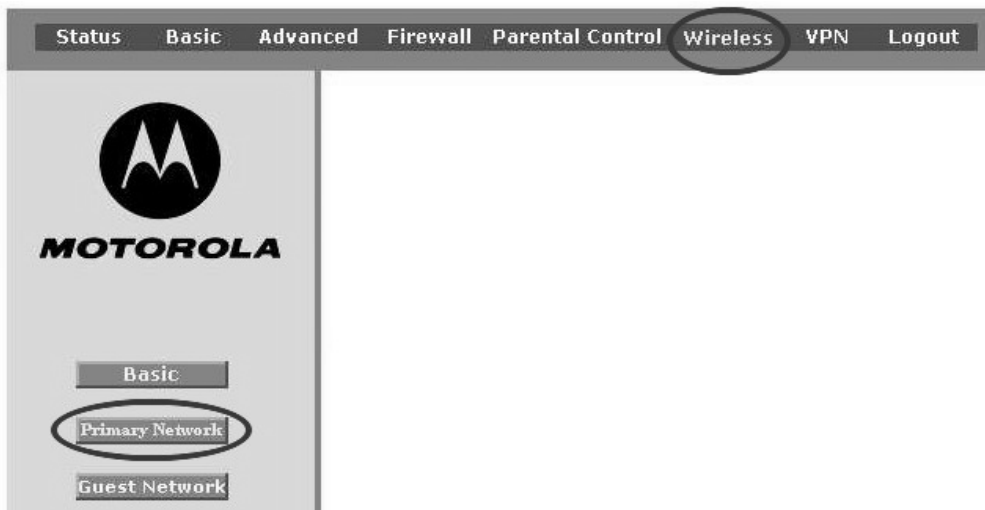 Status Basic Advanced Firewall Parental Control Wireless VPN Logout
MOTOROLA
Basic
Primary Network
Guest Network